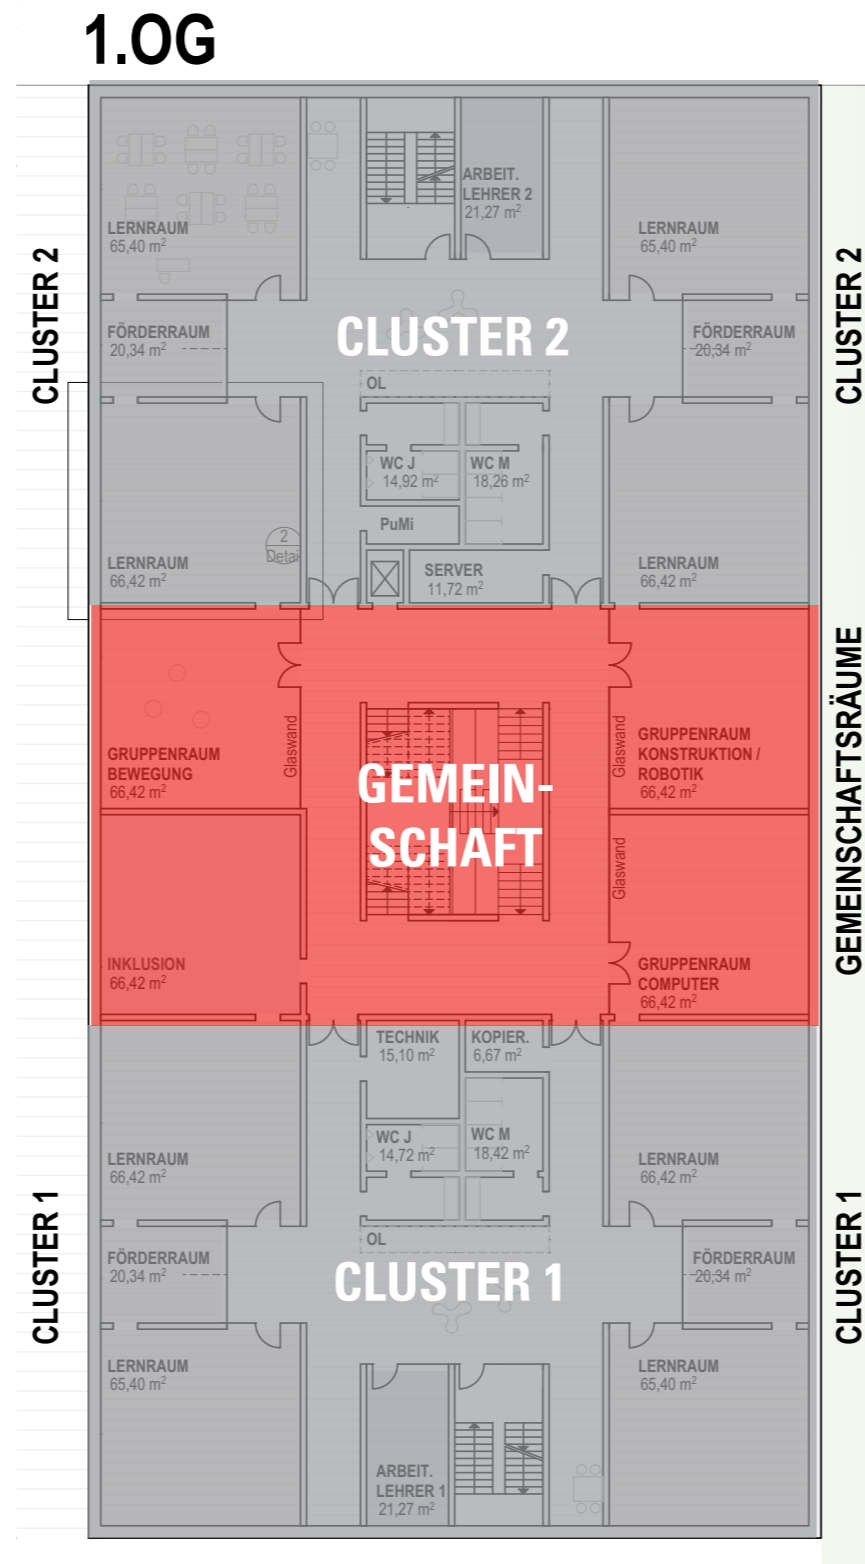 1.OG
ARBEIT.
LEHRER 2
21,27 m²
LERNRAUM
65,40 m²
LERNRAUM
65,40 m²
CLUSTER 2
CLUSTER 2
FÖRDERRAUM
20,34 m²
CLUSTER 2
FÖRDERRAUM
20,34 m²
OL
WC J
14,92 m²
WC M
18,26 m²
PuMi
2
Detai
LERNRAUM
66,42 m²
SERVER
11,72 m²
LERNRAUM
66,42 m²
GEMEINSCHAFTSRÄUME
Glaswand
Glaswand
GRUPPENRAUM
BEWEGUNG
66,42 m²
GRUPPENRAUM
KONSTRUKTION /
ROBOTIK
66,42 m²
GEMEIN-
SCHAFT
Glaswand
INKLUSION
66,42 m²
GRUPPENRAUM
COMPUTER
66,42 m²
TECHNIK
15,10 m²
KOPIER.
6,67 m²
WC J
14,72 m²
WC M
18,42 m²
LERNRAUM
66,42 m²
LERNRAUM
66,42 m²
CLUSTER 1
CLUSTER 1
OL
FÖRDERRAUM
20,34 m²
CLUSTER 1
FÖRDERRAUM
20,34 m²
LERNRAUM
65,40 m²
LERNRAUM
65,40 m²
ARBEIT.
LEHRER 1
21,27 m²